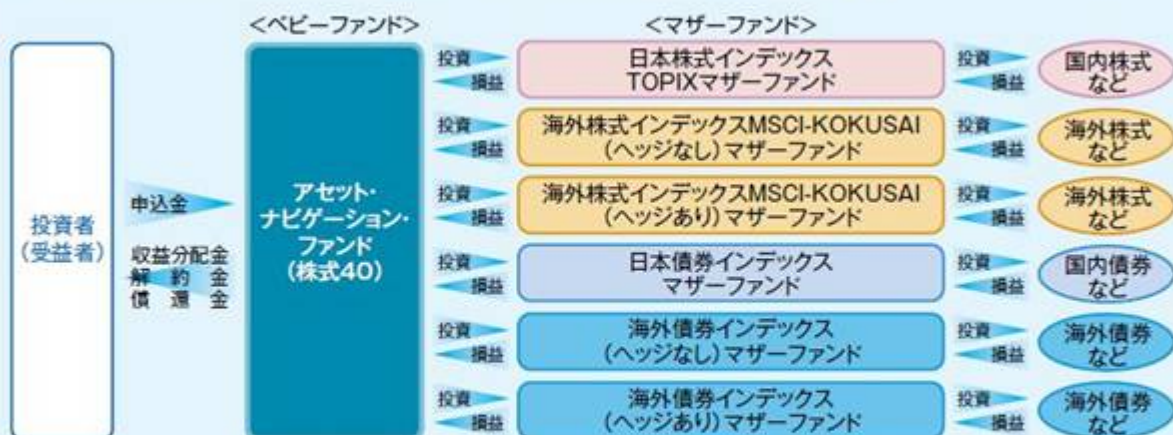 <ベビーファンド>
<マザーファンド>
投資者
(受益者)
申込金
収益分配金
解約金
償還金
アセット・
ナビゲーション・
ファンド
(株式40)
投資
損益
日本株式インデックス
TOPIXマザーファンド
投資
損益
国内株式
など
投資
損益
海外株式インデックスMSCI-KOKUSAI
(ヘッジなし)マザーファンド
投資
損益
海外株式
など
投資
損益
海外株式インデックスMSCI-KOKUSAI
(ヘッジあり)マザーファンド
投資
損益
海外株式
など
投資
損益
日本債券インデックス
マザーファンド
投資
損益
国内債券
など
投資
損益
海外債券インデックス
(ヘッジなし)マザーファンド
投資
損益
海外債券
など
投資
損益
海外債券インデックス
(ヘッジあり)マザーファンド
投資
損益
海外債券
など